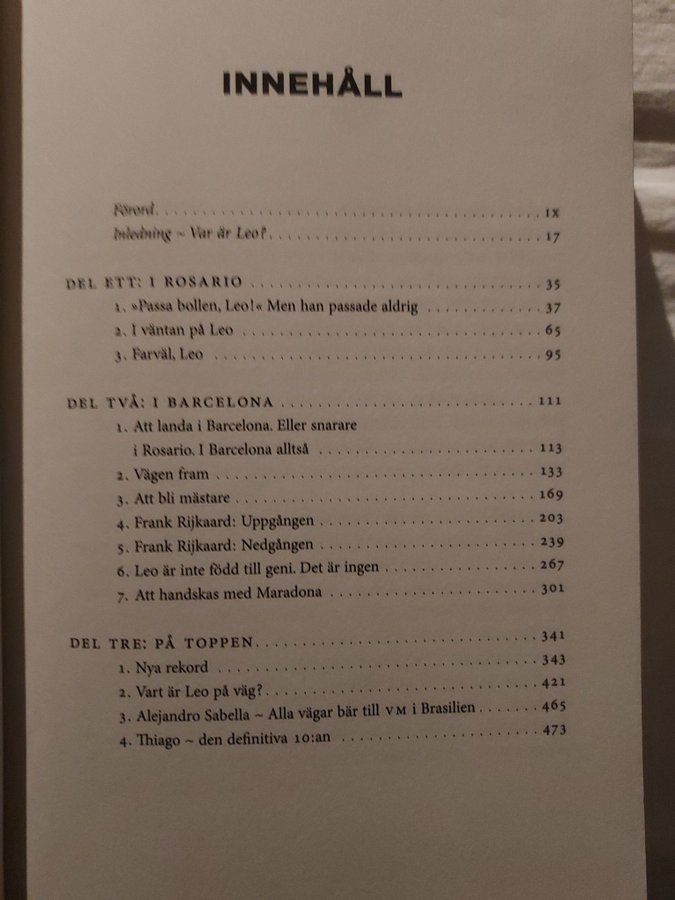 INNEHÅLL
Förord. . . . . . . . . . . . . . . . . . . . . . . . . . . . . . . . . . . . . . . . IX
Inledning ~ Var är Leo? . . . . . . . . . . . . . . . . . . . . . . . . . . . . 17
DEL ETT: I ROSARIO . . . . . . . . . . . . . . . . . . . . . . . . . . . . . 35
1. »Passa bollen, Leo!« Men han passade aldrig . . . . . . . . . . . . 37
2. I väntan på Leo . . . . . . . . . . . . . . . . . . . . . . . . . . . . . . 65
3. Farväl, Leo . . . . . . . . . . . . . . . . . . . . . . . . . . . . . . . . . 95
DEL TVÅ: I BARCELONA . . . . . . . . . . . . . . . . . . . . . . . . . . 111
1. Att landa i Barcelona. Eller snarare
i Rosario. I Barcelona alltså . . . . . . . . . . . . . . . . . . . . . . 113
2. Vägen fram . . . . . . . . . . . . . . . . . . . . . . . . . . . . . . . . 133
3. Att bli mästare . . . . . . . . . . . . . . . . . . . . . . . . . . . . . . 169
4. Frank Rijkaard: Uppgången . . . . . . . . . . . . . . . . . . . . . . 203
5. Frank Rijkaard: Nedgången . . . . . . . . . . . . . . . . . . . . . . 239
6. Leo är inte född till geni. Det är ingen . . . . . . . . . . . . . . . 267
7. Att handskas med Maradona . . . . . . . . . . . . . . . . . . . . . 301
DEL TRE: PÅ TOPPEN. . . . . . . . . . . . . . . . . . . . . . . . . . . . 341
1. Nya rekord . . . . . . . . . . . . . . . . . . . . . . . . . . . . . . . . 343
2. Vart är Leo på väg? . . . . . . . . . . . . . . . . . . . . . . . . . . . 421
3. Alejandro Sabella ~ Alla vägar bär till VM i Brasilien . . . . . . 465
4. Thiago ~ den definitiva 10:an . . . . . . . . . . . . . . . . . . . . 473